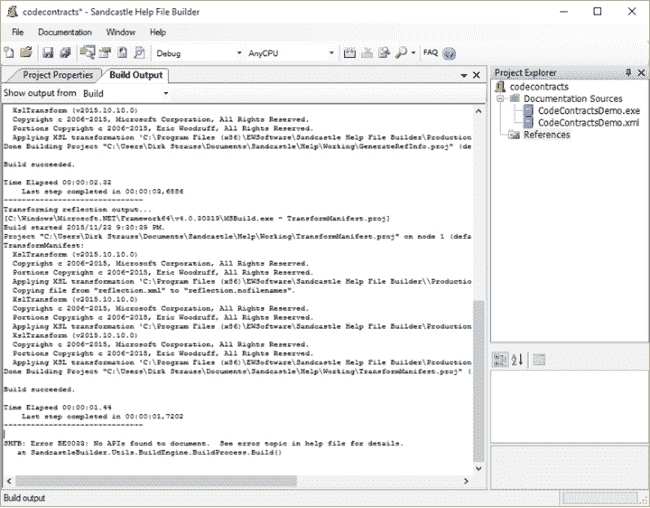 codecontracts* - Sandcastle Help File Builder
File Documentation Window Help
Debug AnyCPU FAQ
Project Properties Build Output
Show output from Build
XslTransform (v2015.10.10.0)
Copyright c 2006-2015, Microsoft Corporation, All Rights Reserved.
Portions Copyright c 2006-2015, Eric Woodruff, All Rights Reserved.
Applying XSL transformation 'C:\Program Files (x86)\EWSoftware\Sandcastle Help File Builder\Production
Done Building Project "C:\Users\Dirk Strauss\Documents\Sandcastle\Help\Working\GenerateRefInfo.proj" (de
Build succeeded.
Time Elapsed 00:00:02.32
Last step completed in 00:00:03,6586
-------------------------------
Transforming reflection output...
[C:\Windows\Microsoft.NET\Framework64\v4.0.30319\MSBuild.exe - TransformManifest.proj]
Build started 2015/11/23 9:30:39 PM.
Project "C:\Users\Dirk Strauss\Documents\Sandcastle\Help\Working\TransformManifest.proj" on node 1 (defa
TransformManifest:
XslTransform (v2015.10.10.0)
Copyright c 2006-2015, Microsoft Corporation, All Rights Reserved.
Portions Copyright c 2006-2015, Eric Woodruff, All Rights Reserved.
Applying XSL transformation 'C:\Program Files (x86)\EWSoftware\Sandcastle Help File Builder\\Productio
Copying file from "reflection.xml" to "reflection.nofilenames".
XslTransform (v2015.10.10.0)
Copyright c 2006-2015, Microsoft Corporation, All Rights Reserved.
Portions Copyright c 2006-2015, Eric Woodruff, All Rights Reserved.
Applying XSL transformation 'C:\Program Files (x86)\EWSoftware\Sandcastle Help File Builder\Production
XslTransform (v2015.10.10.0)
Copyright c 2006-2015, Microsoft Corporation, All Rights Reserved.
Portions Copyright c 2006-2015, Eric Woodruff, All Rights Reserved.
Applying XSL transformation 'C:\Program Files (x86)\EWSoftware\Sandcastle Help File Builder\Production
Done Building Project "C:\Users\Dirk Strauss\Documents\Sandcastle\Help\Working\TransformManifest.proj" (
Build succeeded.
Time Elapsed 00:00:01.44
Last step completed in 00:00:01,7202
-------------------------------
SHFB: Error BE0033: No APIs found to document. See error topic in help file for details.
at SandcastleBuilder.Utils.BuildEngine.BuildProcess.Build()
Project Explorer
codecontracts
Documentation Sources
CodeContractsDemo.exe
CodeContractsDemo.xml
References
Build output